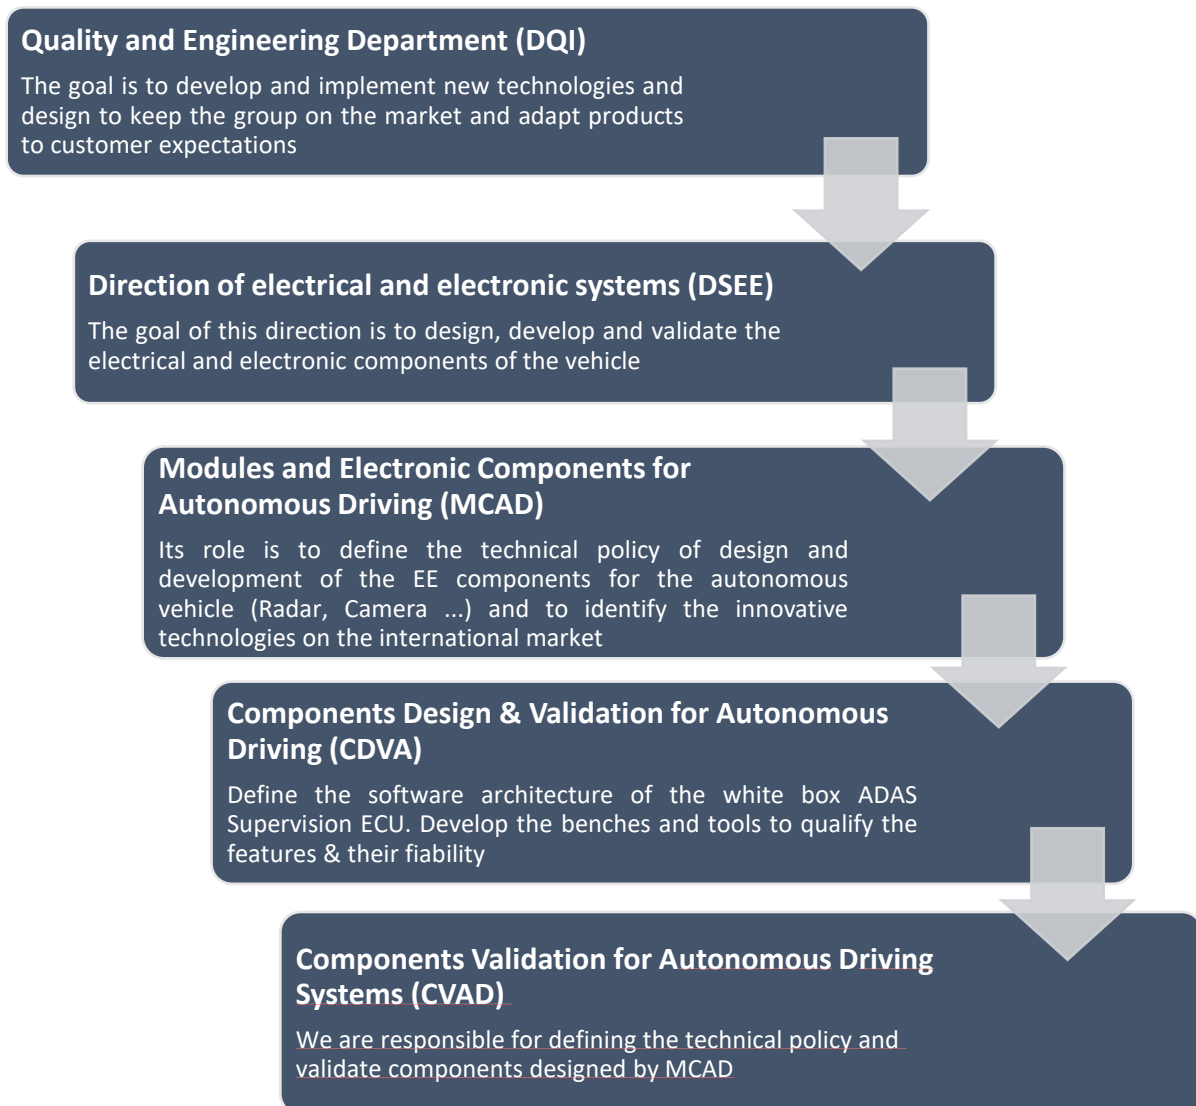 Quality and Engineering Department (DQI)
The goal is to develop and implement new technologies and
design to keep the group on the market and adapt products
to customer expectations
Direction of electrical and electronic systems (DSEE)
The goal of this direction is to design, develop and validate the
electrical and electronic components of the vehicle
Modules and Electronic Components for
Autonomous Driving (MCAD)
Its role is to define the technical policy of design and
development of the EE components for the autonomous
vehicle (Radar, Camera ...) and to identify the innovative
technologies on the international market
Components Design & Validation for Autonomous
Driving (CDVA)
Define the software architecture of the white box ADAS
Supervision ECU. Develop the benches and tools to qualify the
features & their fiability
Components Validation for Autonomous Driving
Systems (CVAD)
We are responsible for defining the technical policy and
validate components designed by MCAD